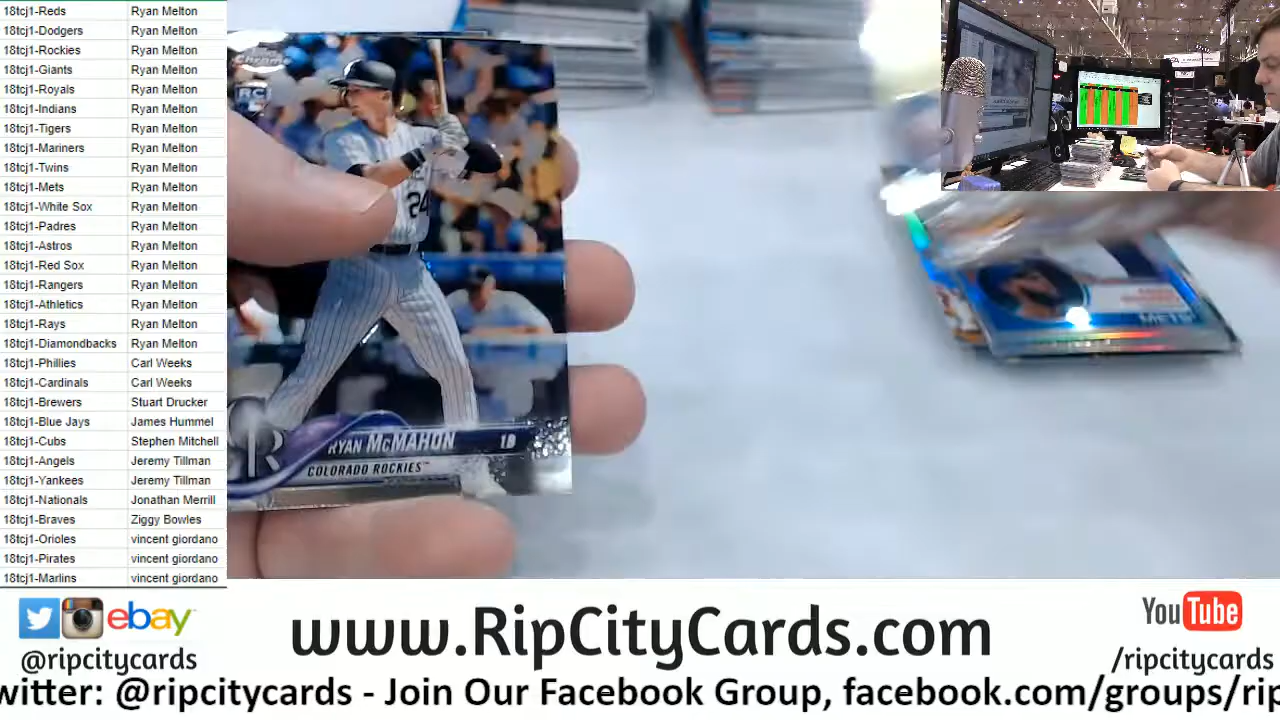 18tcj1-Reds Ryan Melton
18tcj1-Dodgers Ryan Melton
18tcj1-Rockies Ryan Melton
18tcj1-Giants Ryan Melton
18tcj1-Royals Ryan Melton
18tcj1-Indians Ryan Melton
18tcj1-Tigers Ryan Melton
18tcj1-Mariners Ryan Melton
18tcj1-Twins Ryan Melton
18tcj1-Mets Ryan Melton
18tcj1-White Sox Ryan Melton
18tcj1-Padres Ryan Melton
18tcj1-Astros Ryan Melton
18tcj1-Red Sox Ryan Melton
18tcj1-Rangers Ryan Melton
18tcj1-Athletics Ryan Melton
18tcj1-Rays Ryan Melton
18tcj1-Diamondbacks Ryan Melton
18tcj1-Phillies Carl Weeks
18tcj1-Cardinals Carl Weeks
18tcj1-Brewers Stuart Drucker
18tcj1-Blue Jays James Hummel
18tcj1-Cubs Stephen Mitchell
18tcj1-Angels Jeremy Tillman
18tcj1-Yankees Jeremy Tillman
18tcj1-Nationals Jonathan Merrill
18tcj1-Braves Ziggy Bowles
18tcj1-Orioles vincent giordano
18tcj1-Pirates vincent giordano
18tcj1-Marlins vincent giordano
Chrome
RC
24
RYAN McMAHON 1B
COLORADO ROCKIES™
METS
ebay™
@ripcitycards
www.RipCityCards.com
YouTube
/ripcitycards
witter: @ripcitycards - Join Our Facebook Group, facebook.com/groups/rip